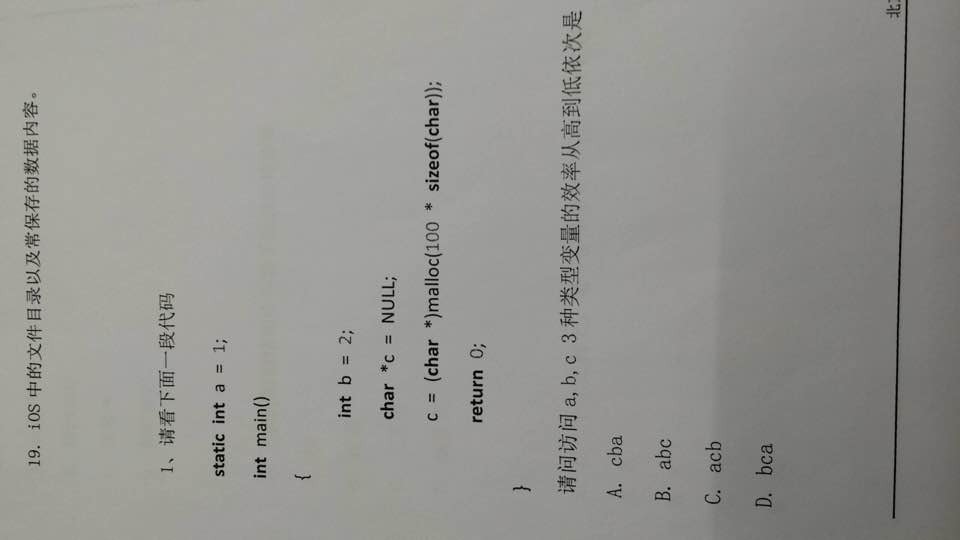 19. iOS 中的文件目录以及常保存的数据内容。
1、请看下面一段代码
static int a = 1;
int main()
{
int b = 2;
char *c = NULL;
c = (char *)malloc(100 * sizeof(char));
return 0;
}
请问访问 a,b,c 3 种类型变量的效率从高到低依次是
A. cba
B. abc
C. acb
D. bca
北